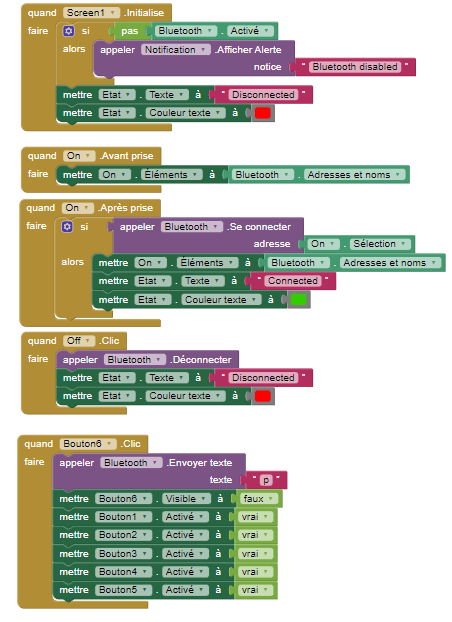 quand Screen1 .Initialise
faire si pas Bluetooth . Activé
alors appeler Notification .Afficher Alerte
notice " Bluetooth disabled "
mettre Etat . Texte à " Disconnected "
mettre Etat . Couleur texte à
quand On .Avant prise
faire mettre On . Éléments à Bluetooth . Adresses et noms
quand On .Après prise
faire si appeler Bluetooth .Se connecter
adresse On . Sélection
alors mettre On . Éléments à Bluetooth . Adresses et noms
mettre Etat . Texte à " Connected "
mettre Etat . Couleur texte à
quand Off .Clic
faire appeler Bluetooth .Déconnecter
mettre Etat . Texte à " Disconnected "
mettre Etat . Couleur texte à
quand Bouton6 .Clic
faire appeler Bluetooth .Envoyer texte
texte " p "
mettre Bouton6 . Visible à faux
mettre Bouton1 . Activé à vrai
mettre Bouton2 . Activé à vrai
mettre Bouton3 . Activé à vrai
mettre Bouton4 . Activé à vrai
mettre Bouton5 . Activé à vrai